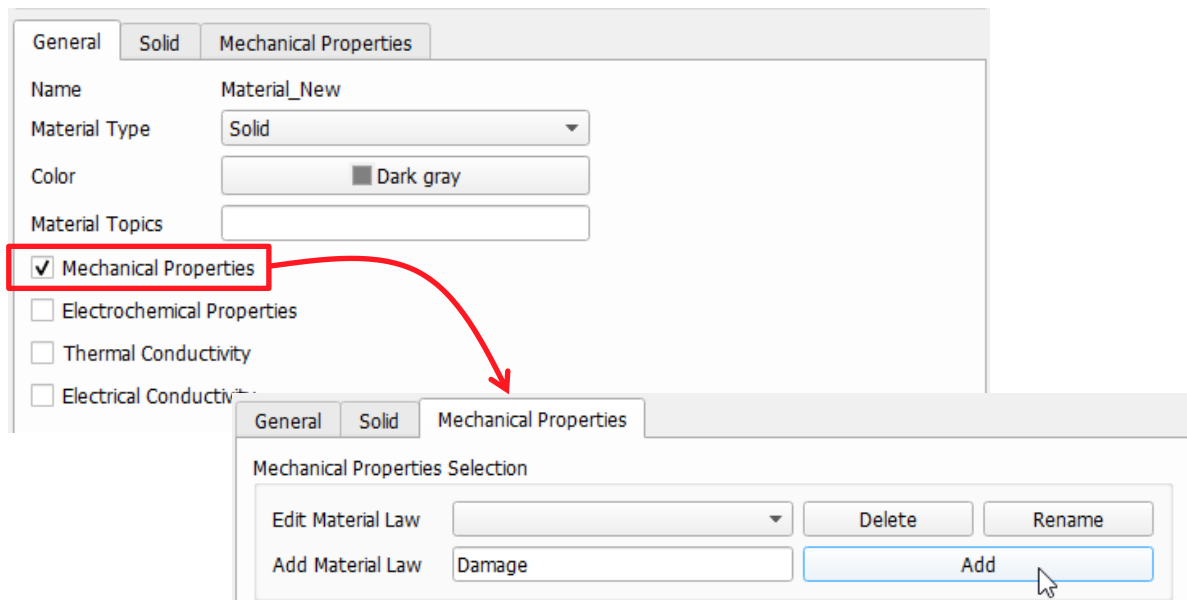 General Solid Mechanical Properties
Name Material_New
Material Type Solid
Color Dark gray
Material Topics
Mechanical Properties
Electrochemical Properties
Thermal Conductivity
Electrical Conductivity
General Solid Mechanical Properties
Mechanical Properties Selection
Edit Material Law Delete Rename
Add Material Law Damage Add